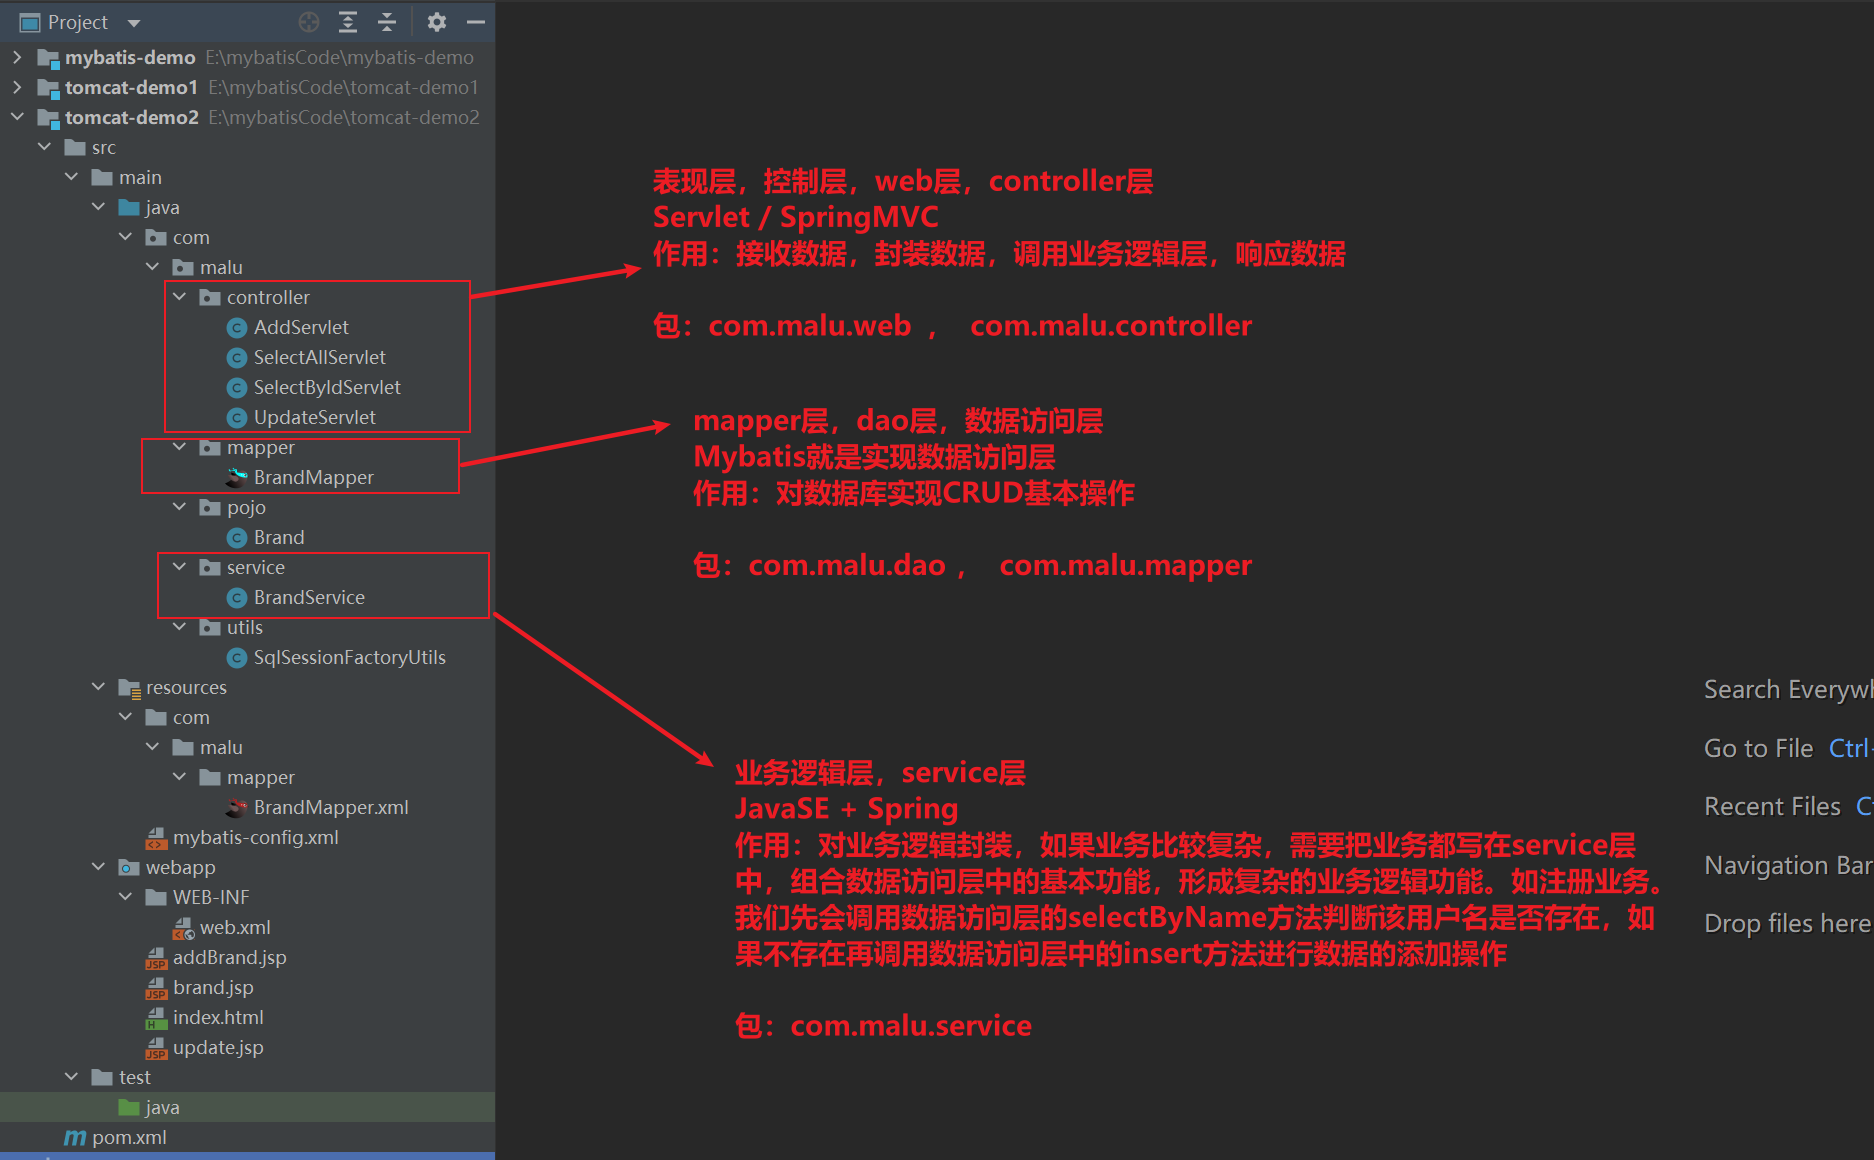 Project
mybatis-demo E:\mybatisCode\mybatis-demo
tomcat-demo1 E:\mybatisCode\tomcat-demo1
tomcat-demo2 E:\mybatisCode\tomcat-demo2
src
main
java
com
malu
controller
AddServlet
SelectAllServlet
SelectByIdServlet
UpdateServlet
mapper
BrandMapper
pojo
Brand
service
BrandService
utils
SqlSessionFactoryUtils
resources
com
malu
mapper
BrandMapper.xml
mybatis-config.xml
webapp
WEB-INF
web.xml
addBrand.jsp
brand.jsp
index.html
update.jsp
test
java
pom.xml
表现层，控制层，web层，controller层
Servlet / SpringMVC
作用：接收数据，封装数据，调用业务逻辑层，响应数据
包：com.malu.web ， com.malu.controller
mapper层，dao层，数据访问层
Mybatis就是实现数据访问层
作用：对数据库实现CRUD基本操作
包：com.malu.dao ， com.malu.mapper
业务逻辑层，service层
JavaSE + Spring
作用：对业务逻辑封装，如果业务比较复杂，需要把业务都写在service层
中，组合数据访问层中的基本功能，形成复杂的业务逻辑功能。如注册业务。
我们先会调用数据访问层的selectByName方法判断该用户名是否存在，如
果不存在再调用数据访问层中的insert方法进行数据的添加操作
包：com.malu.service
Search
Go to File Ctrl
Recent Files
Navigation Bar
Drop files here